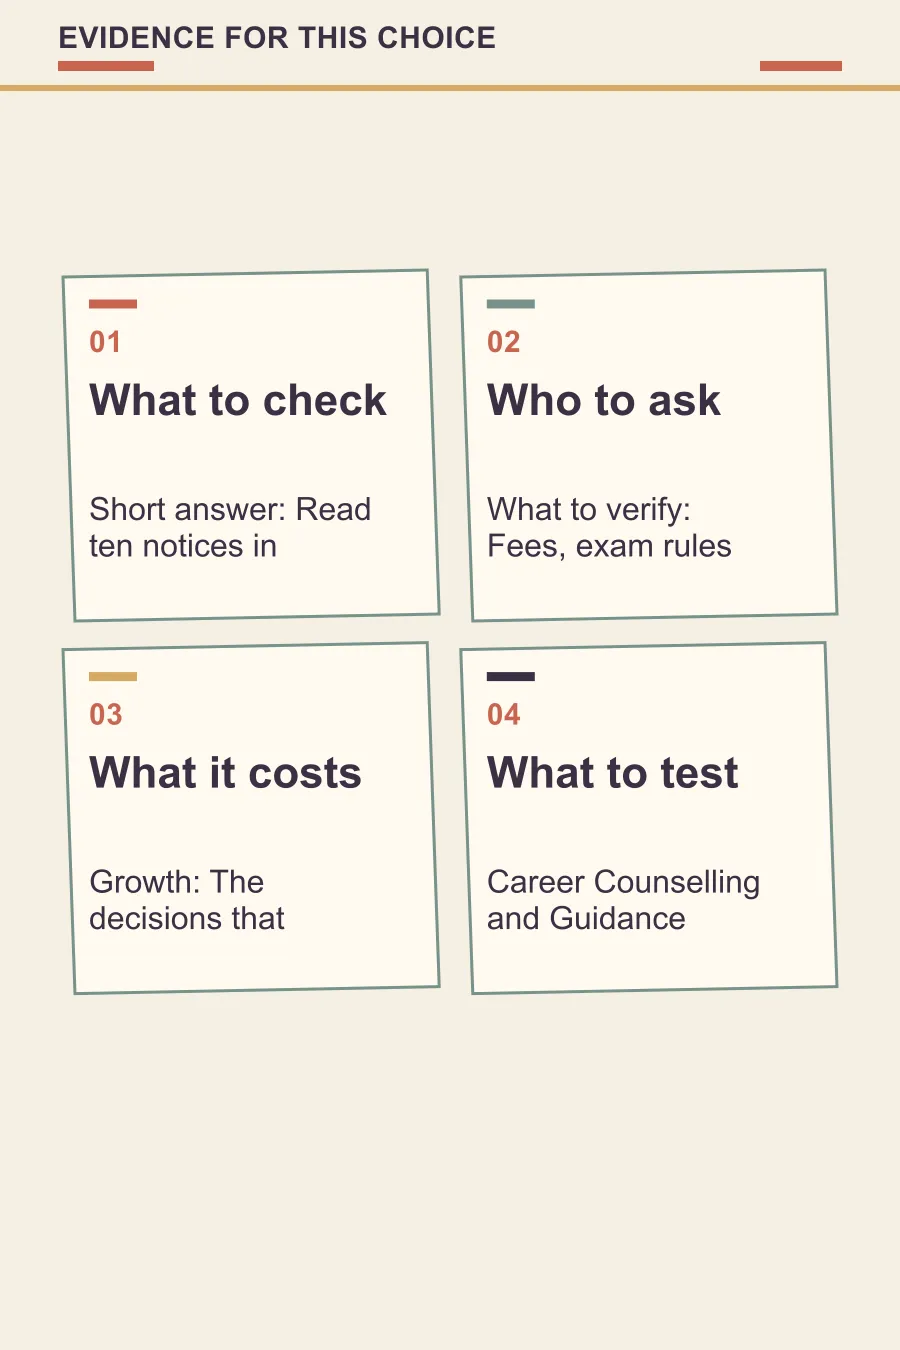 EVIDENCE FOR THIS CHOICE
01
What to check
Short answer: Read
ten notices in
02
Who to ask
What to verify:
Fees, exam rules
03
What it costs
Growth: The
decisions that
04
What to test
Career Counselling
and Guidance